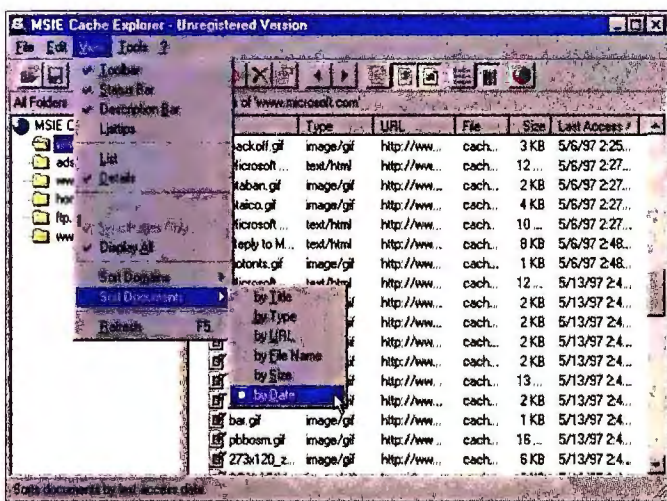 MSIE Cache Explorer - Unregistered Version
File Edit View Tools ?
All Folders of 'www.microsoft.com'
Toolbar
Status Bar
Description Bar
Listtips
List
Details
Display All
Sort Domains
Sort Documents
Refresh F5
by Title
by Type
by URL
by File Name
by Size
by Date
MSIE C
ads
www
ftp.
www
Type URL File Size Last Access
ackoff.gif image/gif http://ww... cach... 3 KB 5/6/97 2:25...
icrosoft ... text/html http://ww... cach... 12 ... 5/6/97 2:27...
taban.gif image/gif http://ww... cach... 2 KB 5/6/97 2:27...
taico.gif image/gif http://ww... cach... 4 KB 5/6/97 2:27...
icrosoft ... text/html http://ww... cach... 10 ... 5/6/97 2:27...
eply to M... text/html http://ww... cach... 8 KB 5/6/97 2:48...
otonts.gif image/gif http://ww... cach... 1 KB 5/6/97 2:48...
icrosoft text/html http://ww... cach... 12 ... 5/13/97 2:4...
http://ww... cach... 2 KB 5/13/97 2:4...
http://ww... cach... 2 KB 5/13/97 2:4...
http://ww... cach... 2 KB 5/13/97 2:4...
http://ww... cach... 13 ... 5/13/97 2:4...
http://ww... cach... 2 KB 5/13/97 2:4...
bar.gif image/gif http://ww... cach... 1 KB 5/13/97 2:4...
pbbosm.gif image/gif http://ww... cach... 16 ... 5/13/97 2:4...
273x120_z... image/gif http://ww... cach... 6 KB 5/13/97 2:4...
Sorts documents by last access date.